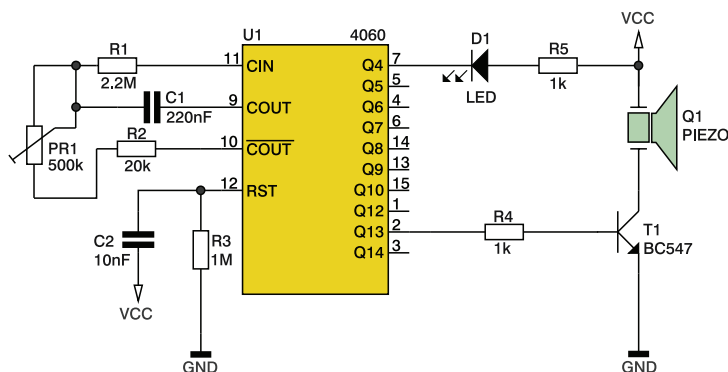 U1
4060
R1
2.2M
11
CIN
Q4
7
D1
LED
R5
1k
VCC
Q5
5
C1
220nF
9
COUT
Q6
4
Q1
PIEZO
Q7
6
PR1
500k
R2
20k
10
COUT
Q8
14
Q9
13
12
RST
Q10
15
Q12
1
C2
10nF
R3
1M
Q13
2
R4
1k
T1
BC547
Q14
3
VCC
GND
GND